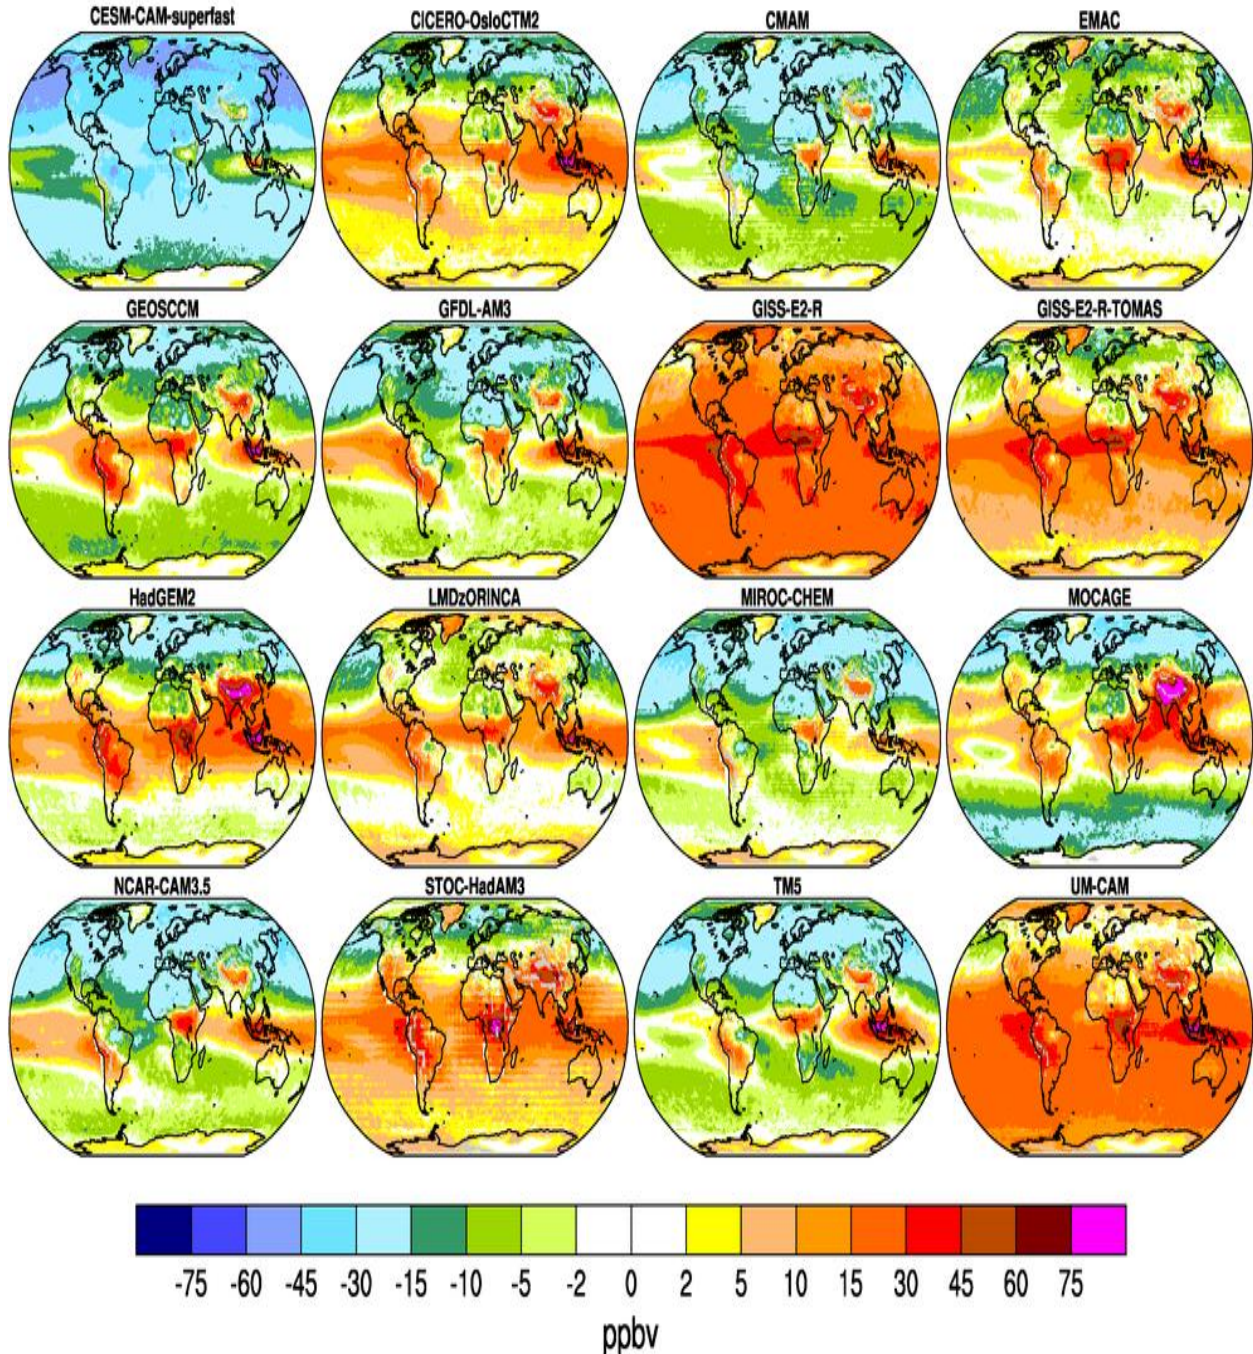 CESM-CAM-superfast CICERO-OsloCTM2 CMAM EMAC
GEOSCCM GFDL-AM3 GISS-E2-R GISS-E2-R-TOMAS
HadGEM2 LMDzORINCA MIROC-CHEM MOCAGE
NCAR-CAM3.5 STOC-HadAM3 TM5 UM-CAM
-75 -60 -45 -30 -15 -10 -5 -2 0 2 5 10 15 30 45 60 75
ppbv